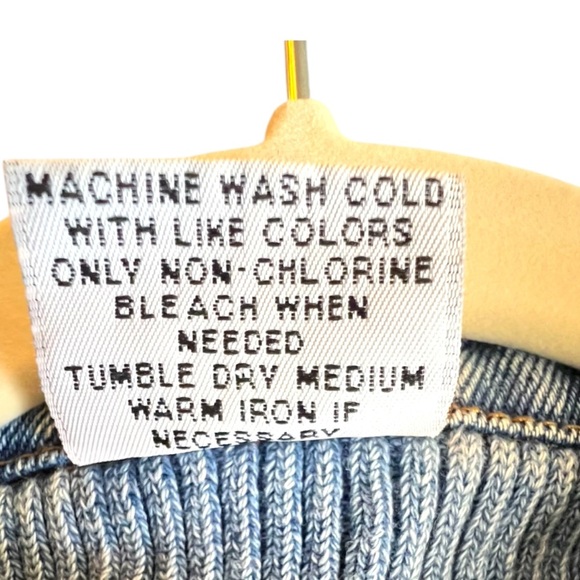 MACHINE WASH COLD
WITH LIKE COLORS
ONLY NON-CHLORINE
BLEACH WHEN
NEEDED
TUMBLE DRY MEDIUM
WARM IRON IF
NECESSARY